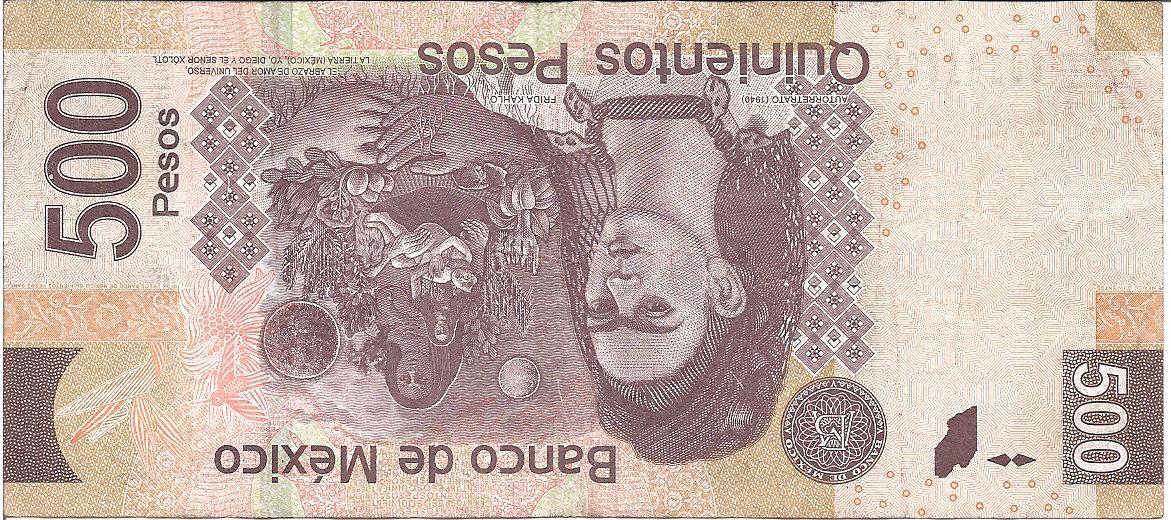 500
Banco de México
BANCO DE MEXICO
500
Pesos
AUTORRETRATO (1940)
FRIDA KAHLO
"EL ABRAZO DE AMOR DEL UNIVERSO,
LA TIERRA (MÉXICO), YO, DIEGO Y EL SEÑOR XOLOTL
Quinientos Pesos